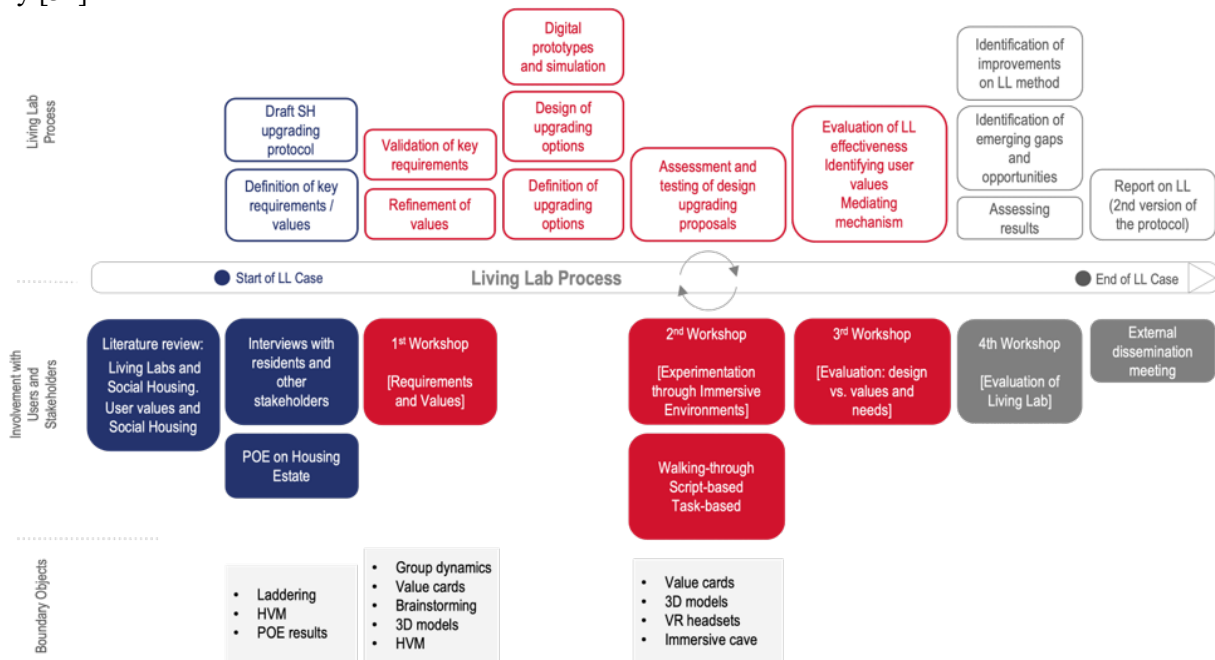 Living Lab
Process
Draft SH
upgrading
protocol
Definition of key
requirements /
values
Validation of key
requirements
Refinement of
values
Digital
prototypes
and simulation
Design of
upgrading
options
Definition of
upgrading
options
Assessment and
testing of design
upgrading
proposals
Evaluation of LL
effectiveness
Identifying user
values
Mediating
mechanism
Identification of
improvements
on LL method
Identification of
emerging gaps
and
opportunities
Assessing
results
Report on LL
(2nd version of
the protocol)
Start of LL Case
Living Lab Process
End of LL Case
Involvement with
Users and
Stakeholders
Literature review:
Living Labs and
Social Housing.
User values and
Social Housing
Interviews with
residents and
other
stakeholders
POE on Housing
Estate
1st Workshop
[Requirements
and Values]
2nd Workshop
[Experimentation
through Immersive
Environments]
Walking-through
Script-based
Task-based
3rd Workshop
[Evaluation: design
vs. values and
needs]
4th Workshop
[Evaluation of
Living Lab]
External
dissemination
meeting
Boundary Objects
• Laddering
• HVM
• POE results
• Group dynamics
• Value cards
• Brainstorming
• 3D models
• HVM
• Value cards
• 3D models
• VR headsets
• Immersive cave